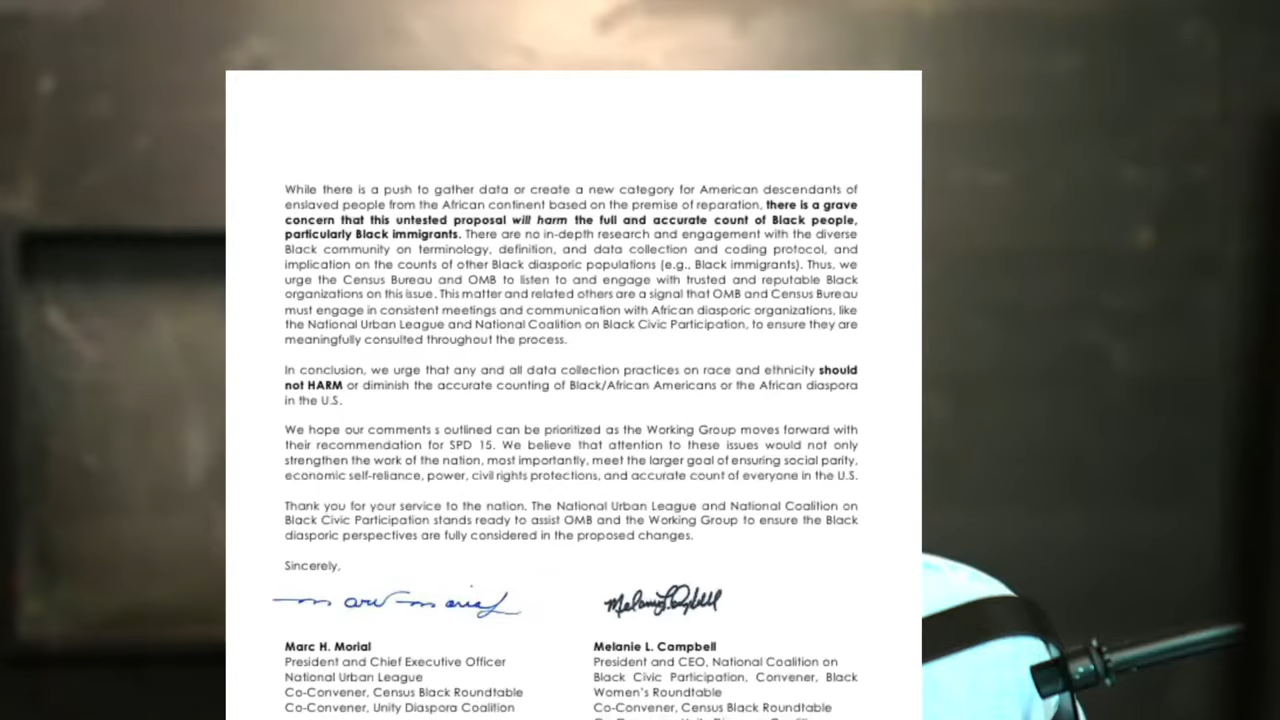 While there is a push to gather data or create a new category for American descendants of
enslaved people from the African continent based on the premise of reparation, there is a grave
concern that this untested proposal will harm the full and accurate count of Black people,
particularly Black immigrants. There are no in-depth research and engagement with the diverse
Black community on terminology, definition, and data collection and coding protocol, and
implication on the counts of other Black diasporic populations (e.g., Black immigrants). Thus, we
urge the Census Bureau and OMB to listen to and engage with trusted and reputable Black
organizations on this issue. This matter and related others are a signal that OMB and Census Bureau
must engage in consistent meetings and communication with African diasporic organizations, like
the National Urban League and National Coalition on Black Civic Participation, to ensure they are
meaningfully consulted throughout the process.
In conclusion, we urge that any and all data collection practices on race and ethnicity should
not HARM or diminish the accurate counting of Black/African Americans or the African diaspora
in the U.S.
We hope our comments s outlined can be prioritized as the Working Group moves forward with
their recommendation for SPD 15. We believe that attention to these issues would not only
strengthen the work of the nation, most importantly, meet the larger goal of ensuring social parity,
economic self-reliance, power, civil rights protections, and accurate count of everyone in the U.S.
Thank you for your service to the nation. The National Urban League and National Coalition on
Black Civic Participation stands ready to assist OMB and the Working Group to ensure the Black
diasporic perspectives are fully considered in the proposed changes.
Sincerely,
Marc H. Morial
President and Chief Executive Officer
National Urban League
Co-Convener, Census Black Roundtable
Co-Convener, Unity Diaspora Coalition
Melanie L. Campbell
President and CEO, National Coalition on
Black Civic Participation, Convener, Black
Women's Roundtable
Co-Convener, Census Black Roundtable